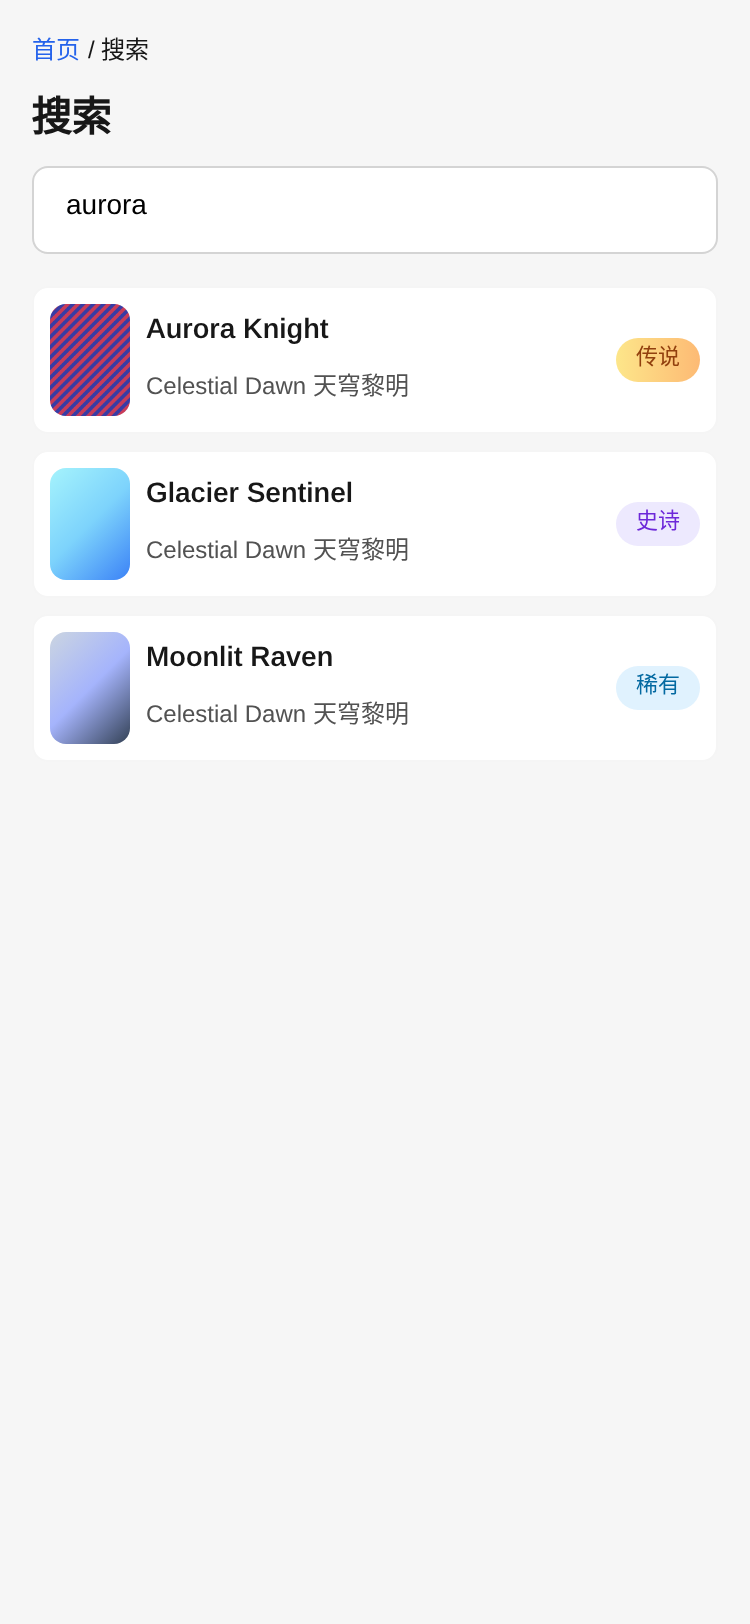 首页 / 搜索
搜索
aurora
Aurora Knight
Celestial Dawn 天穹黎明
传说
Glacier Sentinel
Celestial Dawn 天穹黎明
史诗
Moonlit Raven
Celestial Dawn 天穹黎明
稀有